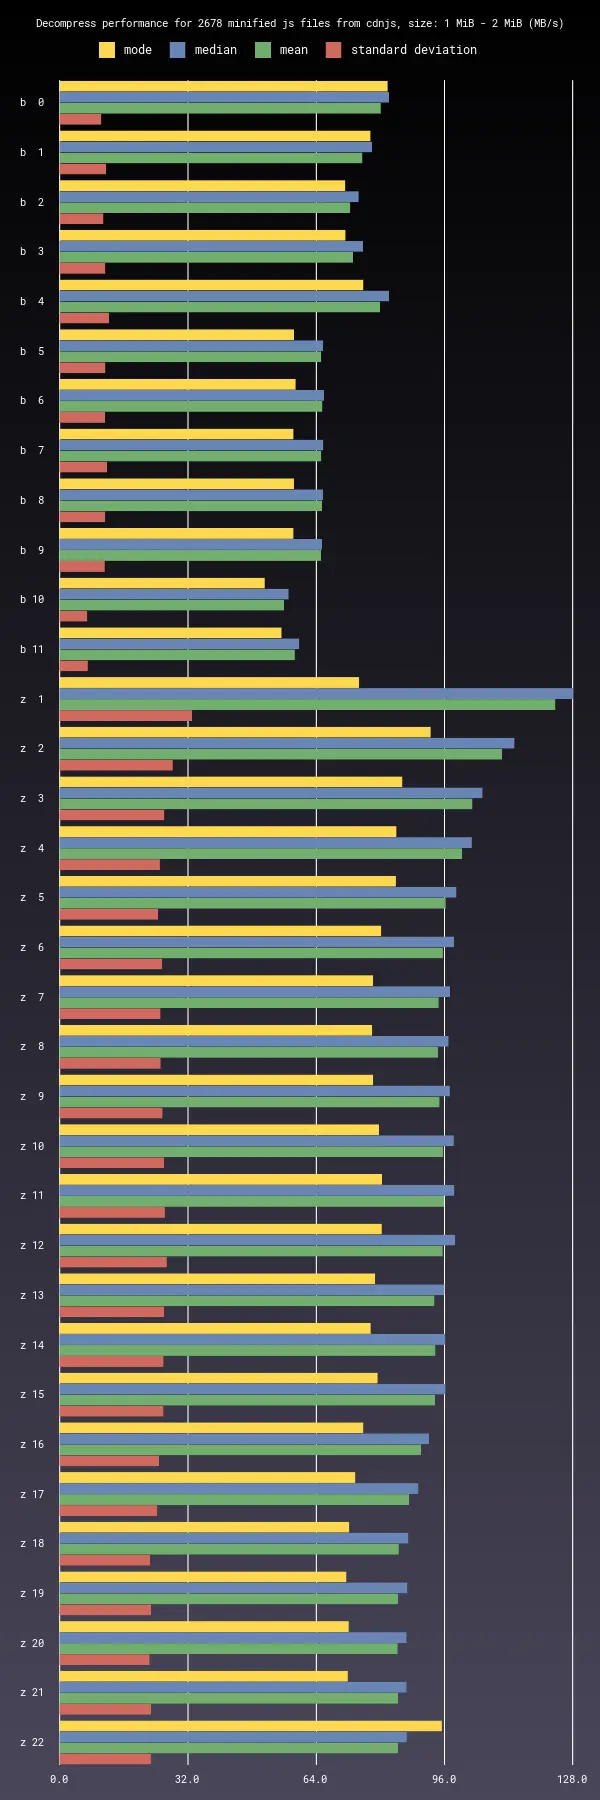 Decompress performance for 2678 minified js files from cdnjs, size: 1 MiB - 2 MiB (MB/s)
mode median mean standard deviation
b 0
b 1
b 2
b 3
b 4
b 5
b 6
b 7
b 8
b 9
b 10
b 11
z 1
z 2
z 3
z 4
z 5
z 6
z 7
z 8
z 9
z 10
z 11
z 12
z 13
z 14
z 15
z 16
z 17
z 18
z 19
z 20
z 21
z 22
0.0 32.0 64.0 96.0 128.0